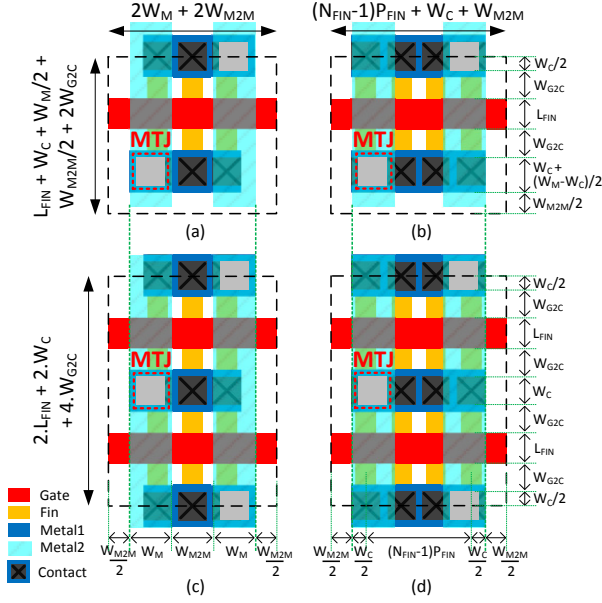 2W_M + 2W_M2M
(N_FIN-1)P_FIN + W_C + W_M2M
L_FIN + W_C + W_M/2 +
W_M2M/2 + 2W_G2C
MTJ
MTJ
W_C/2
W_G2C
L_FIN
W_G2C
W_C +
(W_M-W_C)/2
W_M2M/2
(a)
(b)
2.L_FIN + 2.W_C
+ 4.W_G2C
MTJ
MTJ
W_C/2
W_G2C
L_FIN
W_G2C
W_C
W_G2C
L_FIN
W_G2C
W_C/2
Gate
Fin
Metal1
Metal2
Contact
W_M2M/2
W_M
W_M2M
W_M
W_M2M/2
W_M2M/2
W_C/2
(N_FIN-1)P_FIN
W_C/2
W_M2M/2
(c)
(d)